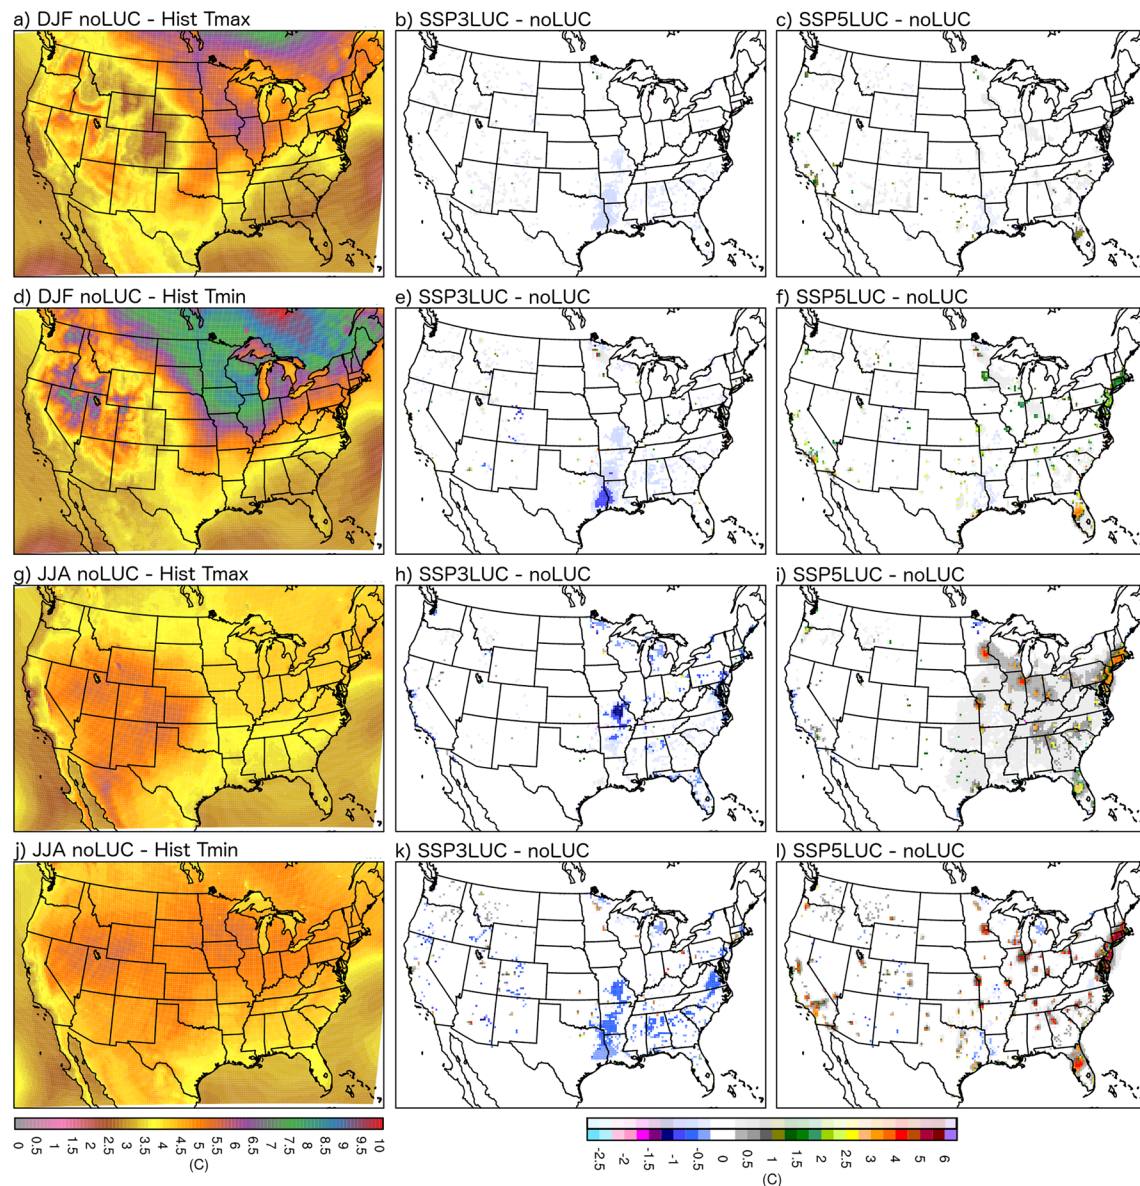 a) DJF noLUC - Hist Tmax
b) SSP3LUC - noLUC
c) SSP5LUC - noLUC
d) DJF noLUC - Hist Tmin
e) SSP3LUC - noLUC
f) SSP5LUC - noLUC
g) JJA noLUC - Hist Tmax
h) SSP3LUC - noLUC
i) SSP5LUC - noLUC
j) JJA noLUC - Hist Tmin
k) SSP3LUC - noLUC
l) SSP5LUC - noLUC
0 0.5 1 1.5 2 2.5 3 3.5 4 4.5 5 5.5 6 6.5 7 7.5 8 8.5 9 9.5 10
(C)
-2.5 -2 -1.5 -1 -0.5 0 0.5 1 1.5 2 2.5 3 4 5 6
(C)